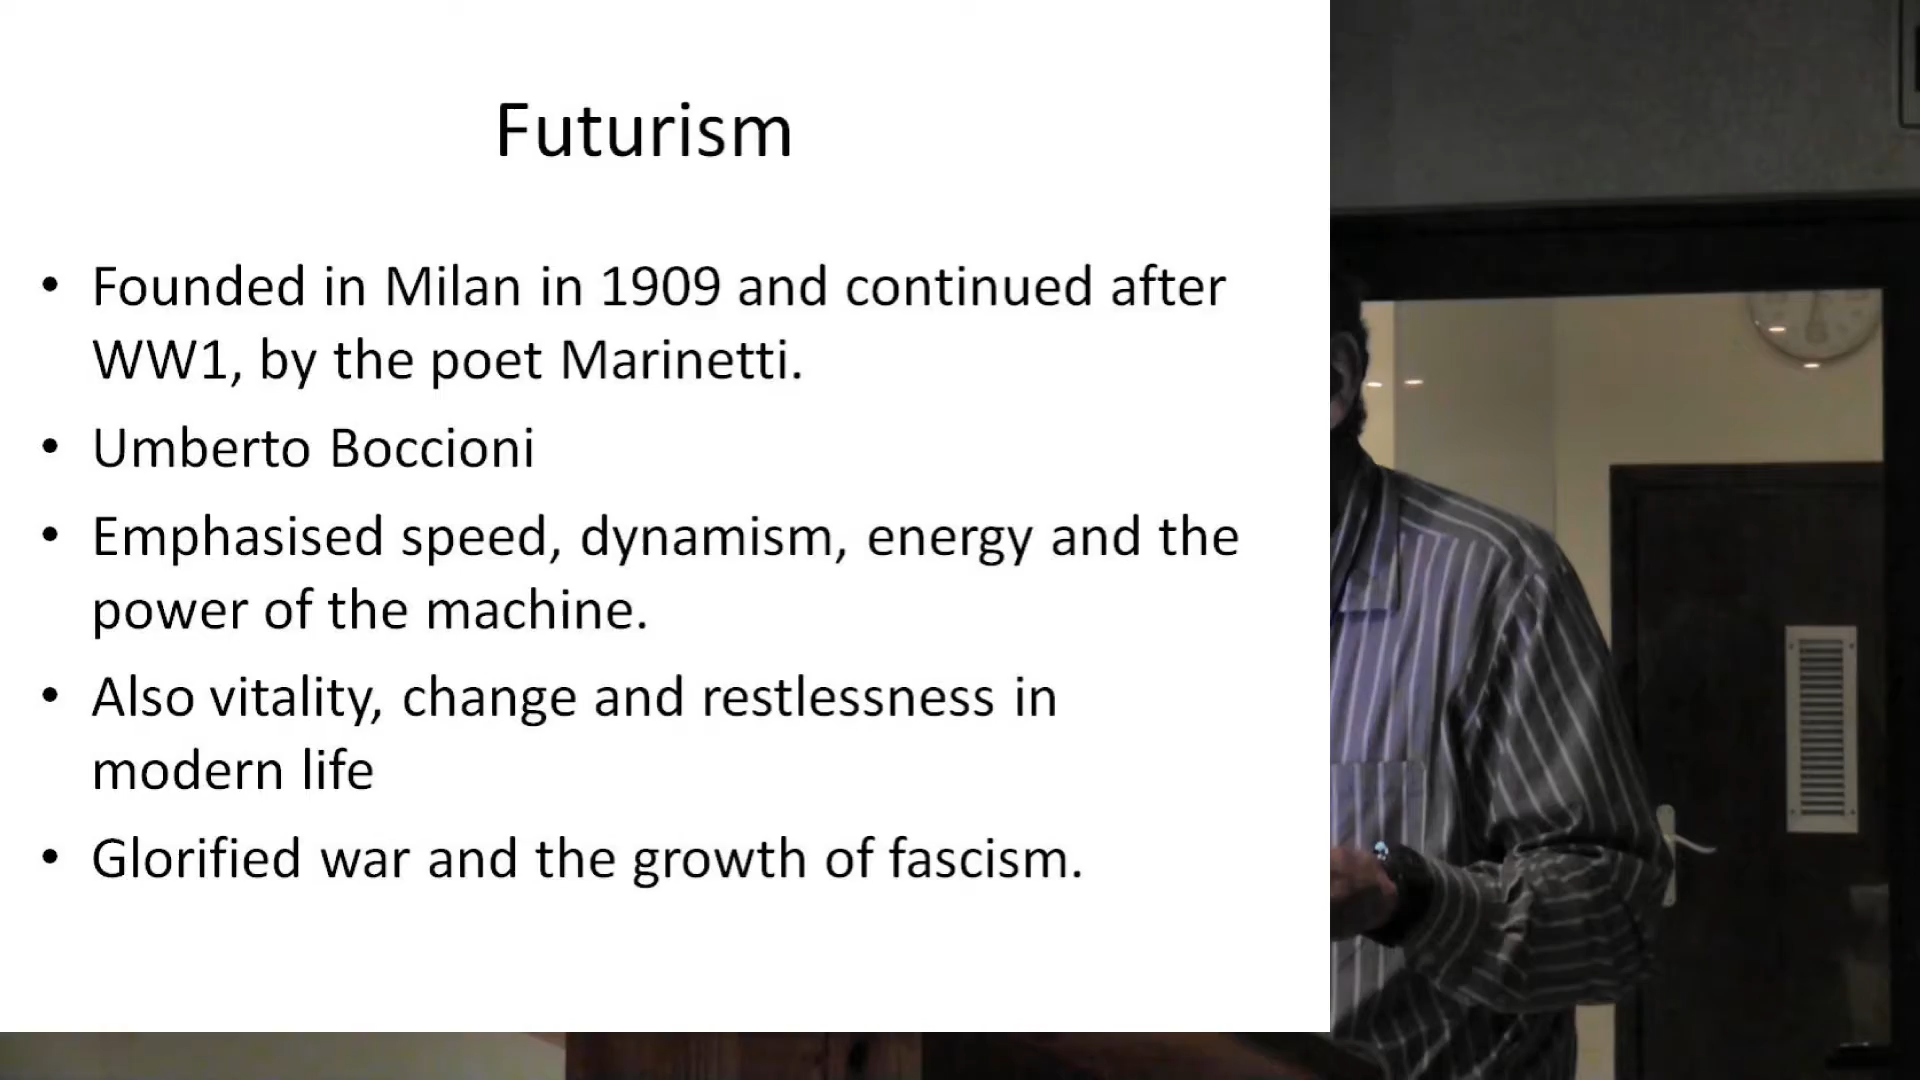 Futurism
• Founded in Milan in 1909 and continued after
WW1, by the poet Marinetti.
• Umberto Boccioni
• Emphasised speed, dynamism, energy and the
power of the machine.
• Also vitality, change and restlessness in
modern life
• Glorified war and the growth of fascism.